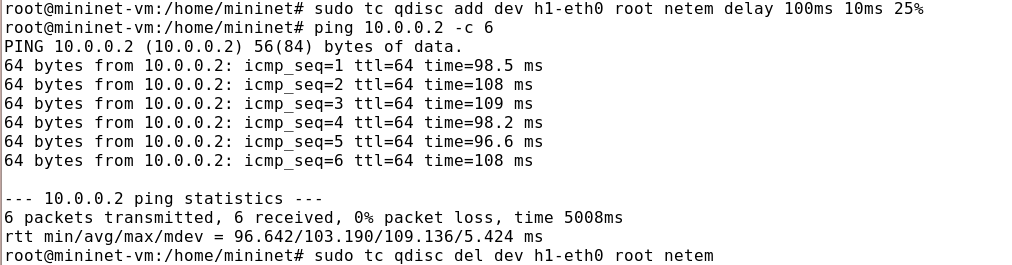 root@mininet-vm:/home/mininet# sudo tc qdisc add dev h1-eth0 root netem delay 100ms 10ms 25%
root@mininet-vm:/home/mininet# ping 10.0.0.2 -c 6
PING 10.0.0.2 (10.0.0.2) 56(84) bytes of data.
64 bytes from 10.0.0.2: icmp_seq=1 ttl=64 time=98.5 ms
64 bytes from 10.0.0.2: icmp_seq=2 ttl=64 time=108 ms
64 bytes from 10.0.0.2: icmp_seq=3 ttl=64 time=109 ms
64 bytes from 10.0.0.2: icmp_seq=4 ttl=64 time=98.2 ms
64 bytes from 10.0.0.2: icmp_seq=5 ttl=64 time=96.6 ms
64 bytes from 10.0.0.2: icmp_seq=6 ttl=64 time=108 ms
--- 10.0.0.2 ping statistics ---
6 packets transmitted, 6 received, 0% packet loss, time 5008ms
rtt min/avg/max/mdev = 96.642/103.190/109.136/5.424 ms
root@mininet-vm:/home/mininet# sudo tc qdisc del dev h1-eth0 root netem